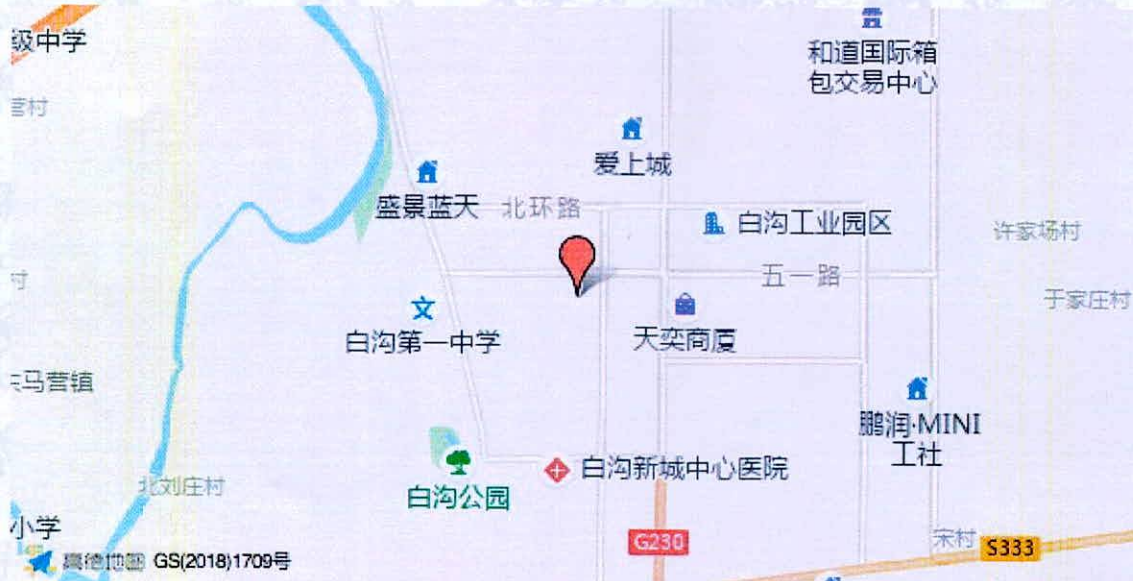 级中学
和道国际箱
包交易中心
营村
爱上城
盛景蓝天
北环路
白沟工业园区
许家场村
村
五一路
于家庄村
文
白沟第一中学
天奕商厦
马营镇
鹏润·MINI
工社
白沟新城中心医院
北刘庄村
白沟公园
小学
G230
宋村
S333
高德地图 GS(2018)1709号